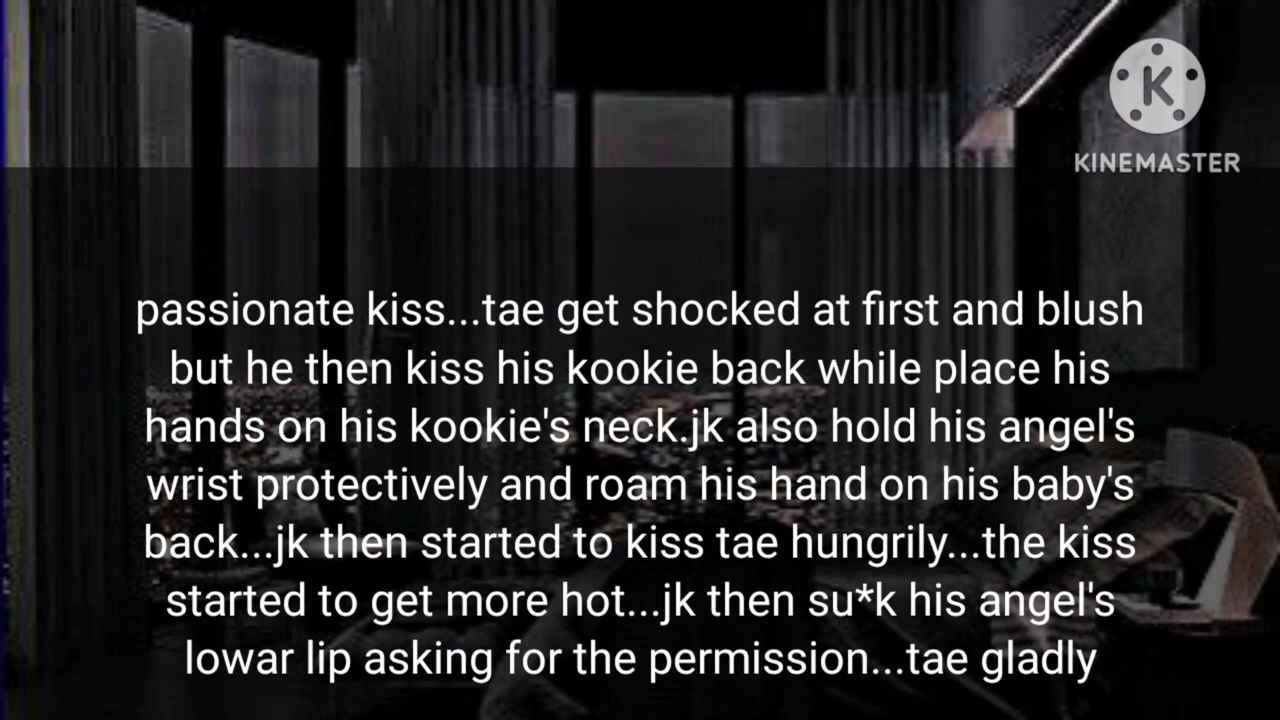 KINEMASTER
passionate kiss...tae get shocked at first and blush
but he then kiss his kookie back while place his
hands on his kookie's neck.jk also hold his angel's
wrist protectively and roam his hand on his baby's
back...jk then started to kiss tae hungrily...the kiss
started to get more hot...jk then su*k his angel's
lowar lip asking for the permission...tae gladly